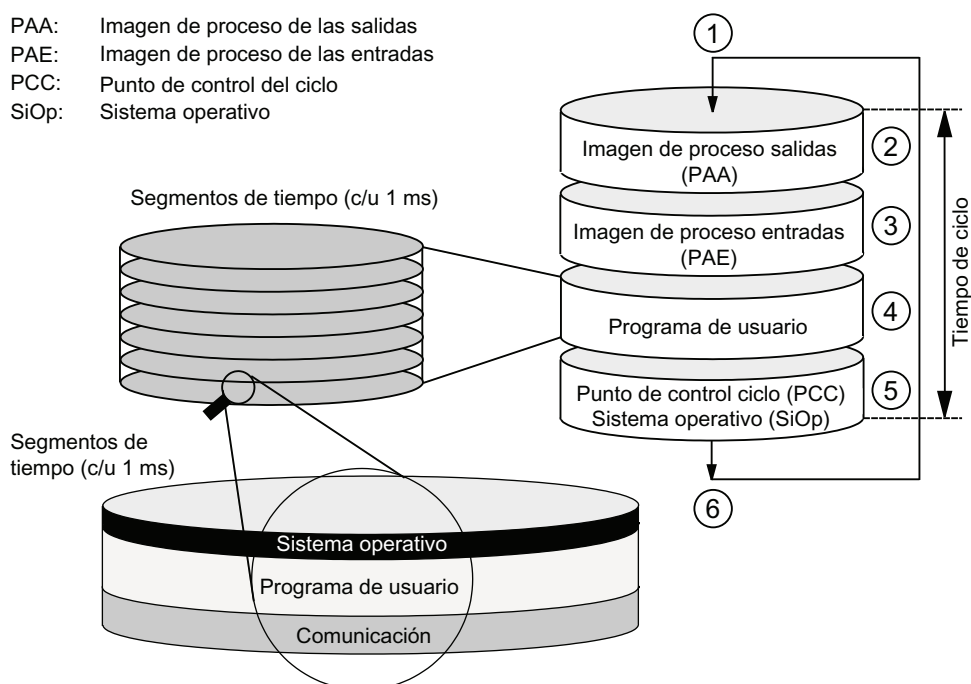 PAA: Imagen de proceso de las salidas
PAE: Imagen de proceso de las entradas
PCC: Punto de control del ciclo
SiOp: Sistema operativo
1
Imagen de proceso salidas
(PAA)
2
Segmentos de tiempo (c/u 1 ms)
Imagen de proceso entradas
(PAE)
3
Programa de usuario
4
Punto de control ciclo (PCC)
Sistema operativo (SiOp)
5
Tiempo de ciclo
6
Segmentos de
tiempo (c/u 1 ms)
Sistema operativo
Programa de usuario
Comunicación